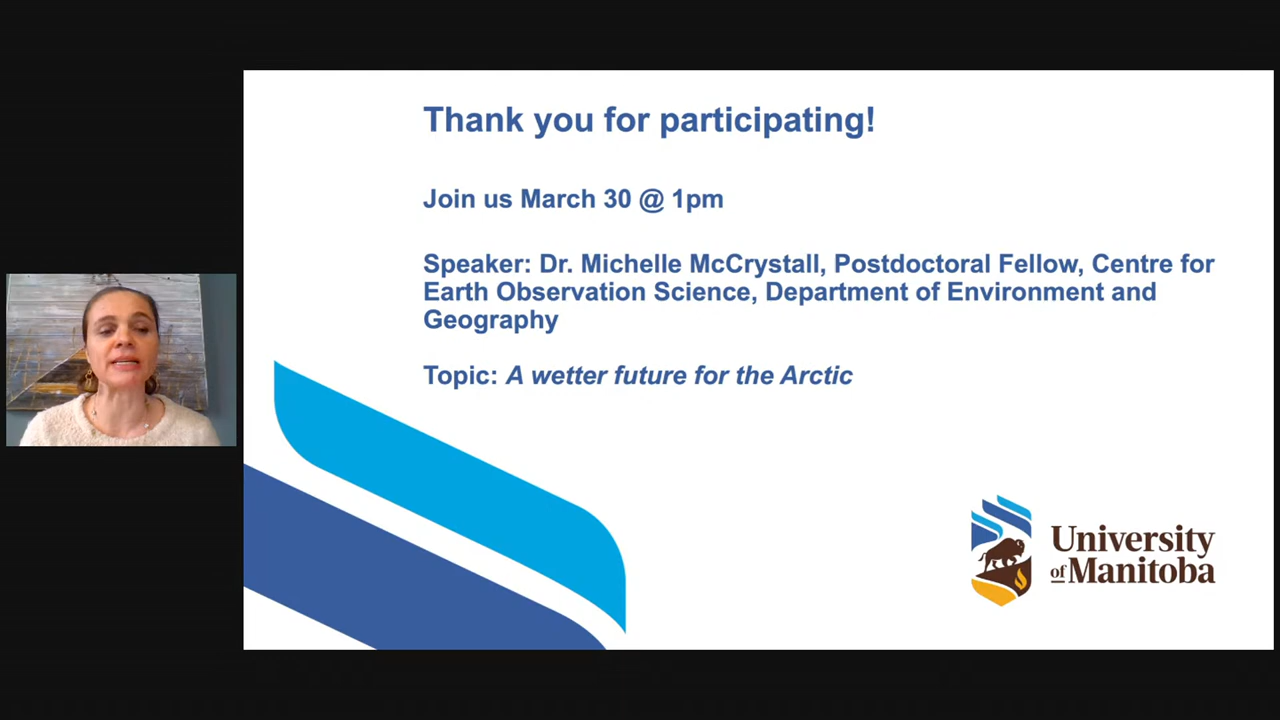 Thank you for participating!
Join us March 30 @ 1pm
Speaker: Dr. Michelle McCrystall, Postdoctoral Fellow, Centre for
Earth Observation Science, Department of Environment and
Geography
Topic: A wetter future for the Arctic
University
of Manitoba